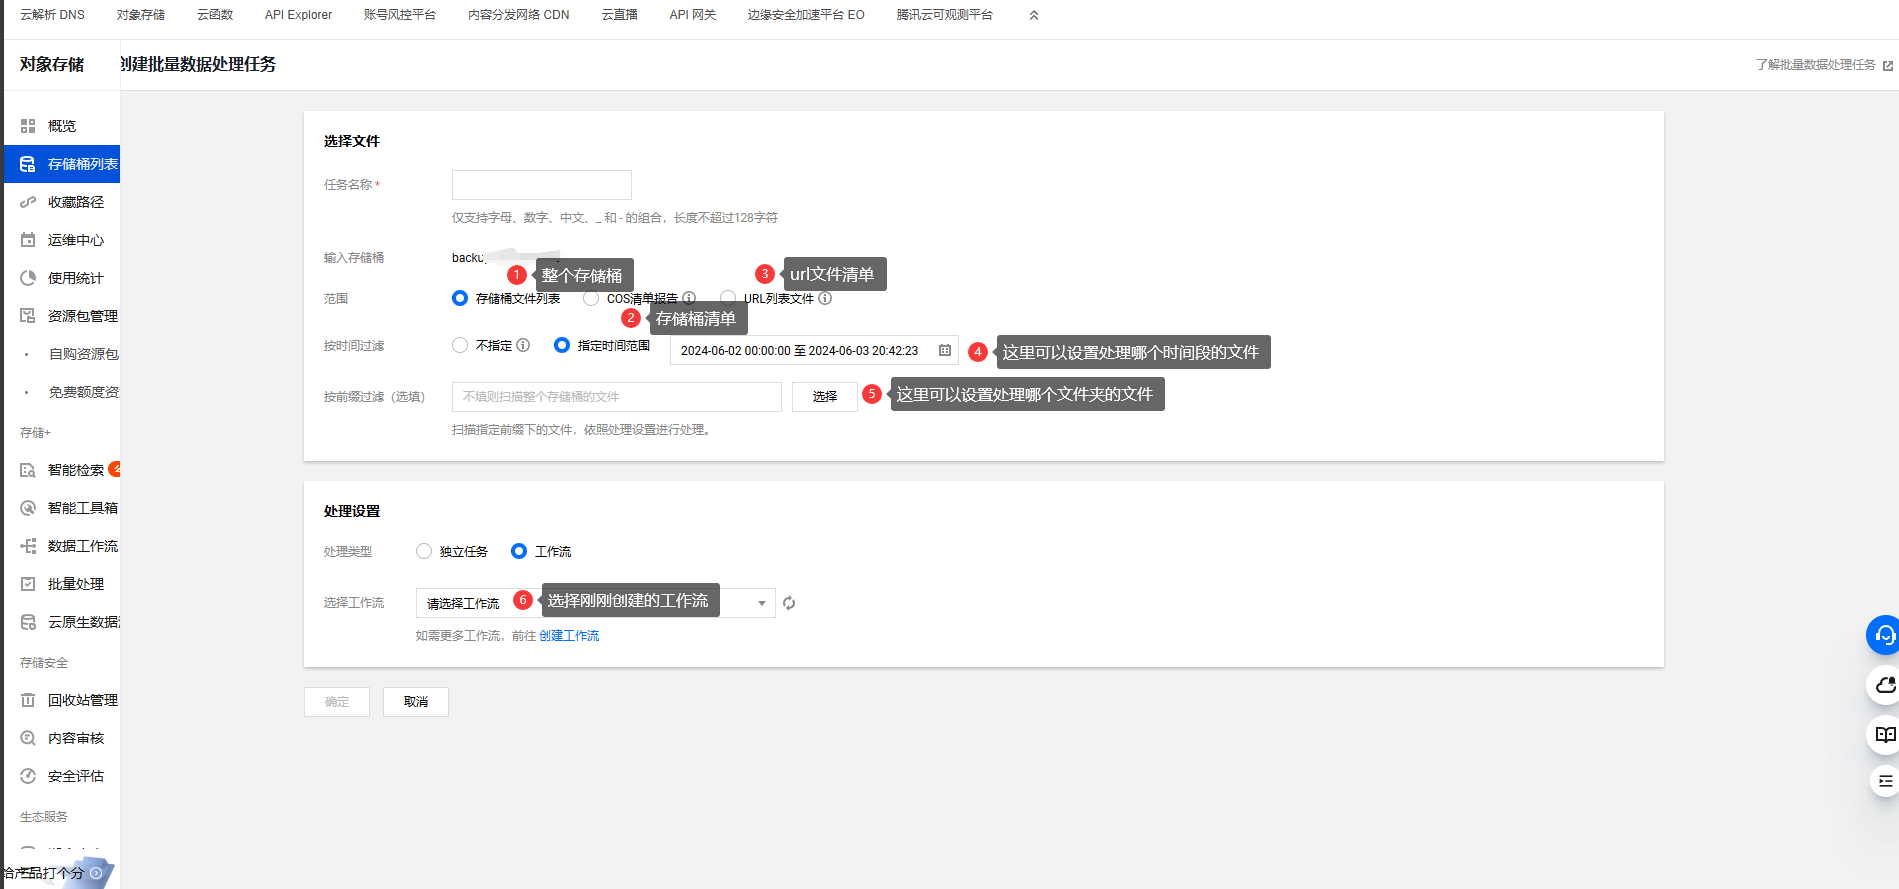 云解析 DNS 对象存储 云函数 API Explorer 账号风控平台 内容分发网络 CDN 云直播 API 网关 边缘安全加速平台 EO 腾讯云可观测平台
对象存储
创建批量数据处理任务
了解批量数据处理任务
概览
存储桶列表
收藏路径
运维中心
使用统计
资源包管理
自购资源包
免费额度资
存储+
智能检索
智能工具箱
数据工作流
批量处理
云原生数据
存储安全
回收站管理
内容审核
安全评估
生态服务
给产品打个分
选择文件
任务名称 *
仅支持字母、数字、中文、_ 和 - 的组合，长度不超过128字符
输入存储桶 backu
1 整个存储桶
3 url文件清单
范围 存储桶文件列表 COS清单报告 URL列表文件
2 存储桶清单
按时间过滤 不指定 指定时间范围 2024-06-02 00:00:00 至 2024-06-03 20:42:23
4 这里可以设置处理哪个时间段的文件
按前缀过滤（选填） 不填则扫描整个存储桶的文件 选择
5 这里可以设置处理哪个文件夹的文件
扫描指定前缀下的文件，依照处理设置进行处理。
处理设置
处理类型 独立任务 工作流
选择工作流 请选择工作流
6 选择刚刚创建的工作流
如需更多工作流，前往 创建工作流
确定 取消